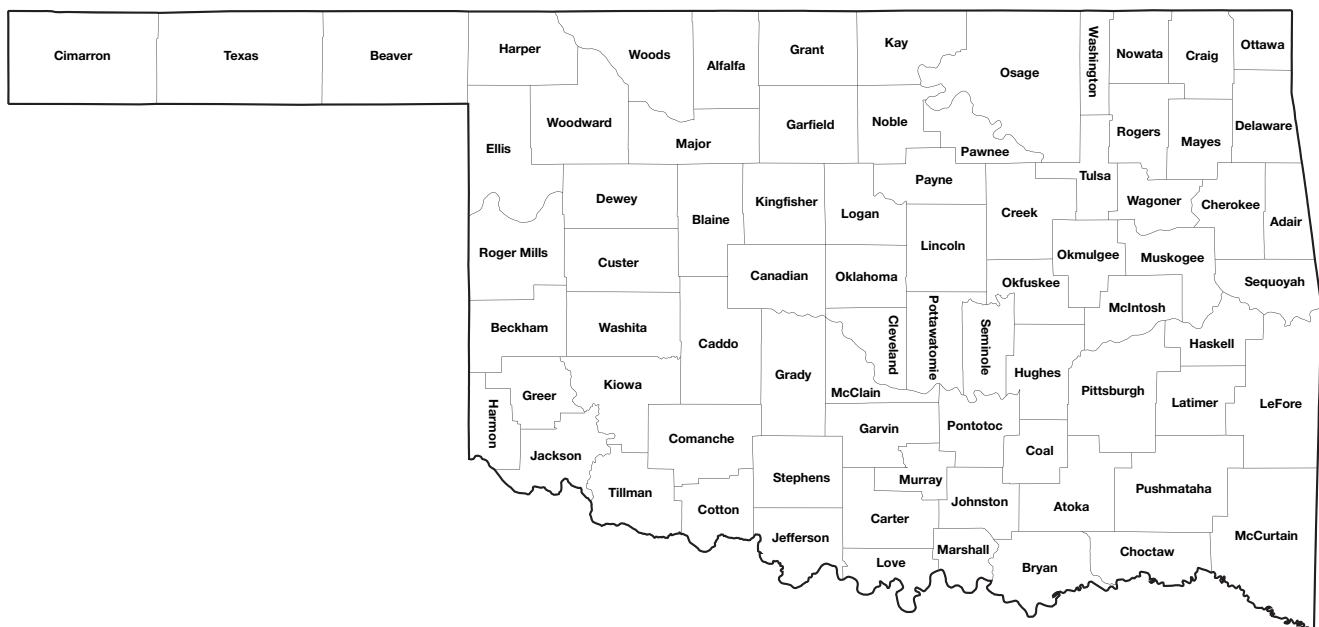 Cimarron
Texas
Beaver
Harper
Woods
Alfalfa
Grant
Kay
Osage
Washington
Nowata
Craig
Ottawa
Ellis
Woodward
Major
Garfield
Noble
Pawnee
Rogers
Mayes
Delaware
Roger Mills
Dewey
Blaine
Kingfisher
Logan
Payne
Lincoln
Creek
Tulsa
Wagoner
Cherokee
Adair
Custer
Canadian
Oklahoma
Okfuskee
Okmulgee
Muskogee
Sequoyah
Beckham
Washita
Caddo
Grady
McClain
Cleveland
Pottawatomie
Seminole
Hughes
McIntosh
Haskell
Pittsburgh
Latimer
LeFore
Harmon
Greer
Kiowa
Jackson
Comanche
Tillman
Cotton
Stephens
Jefferson
Garvin
Murray
Carter
Love
Pontotoc
Johnston
Marshall
Coal
Atoka
Bryan
Pushmataha
Choctaw
McCurtain